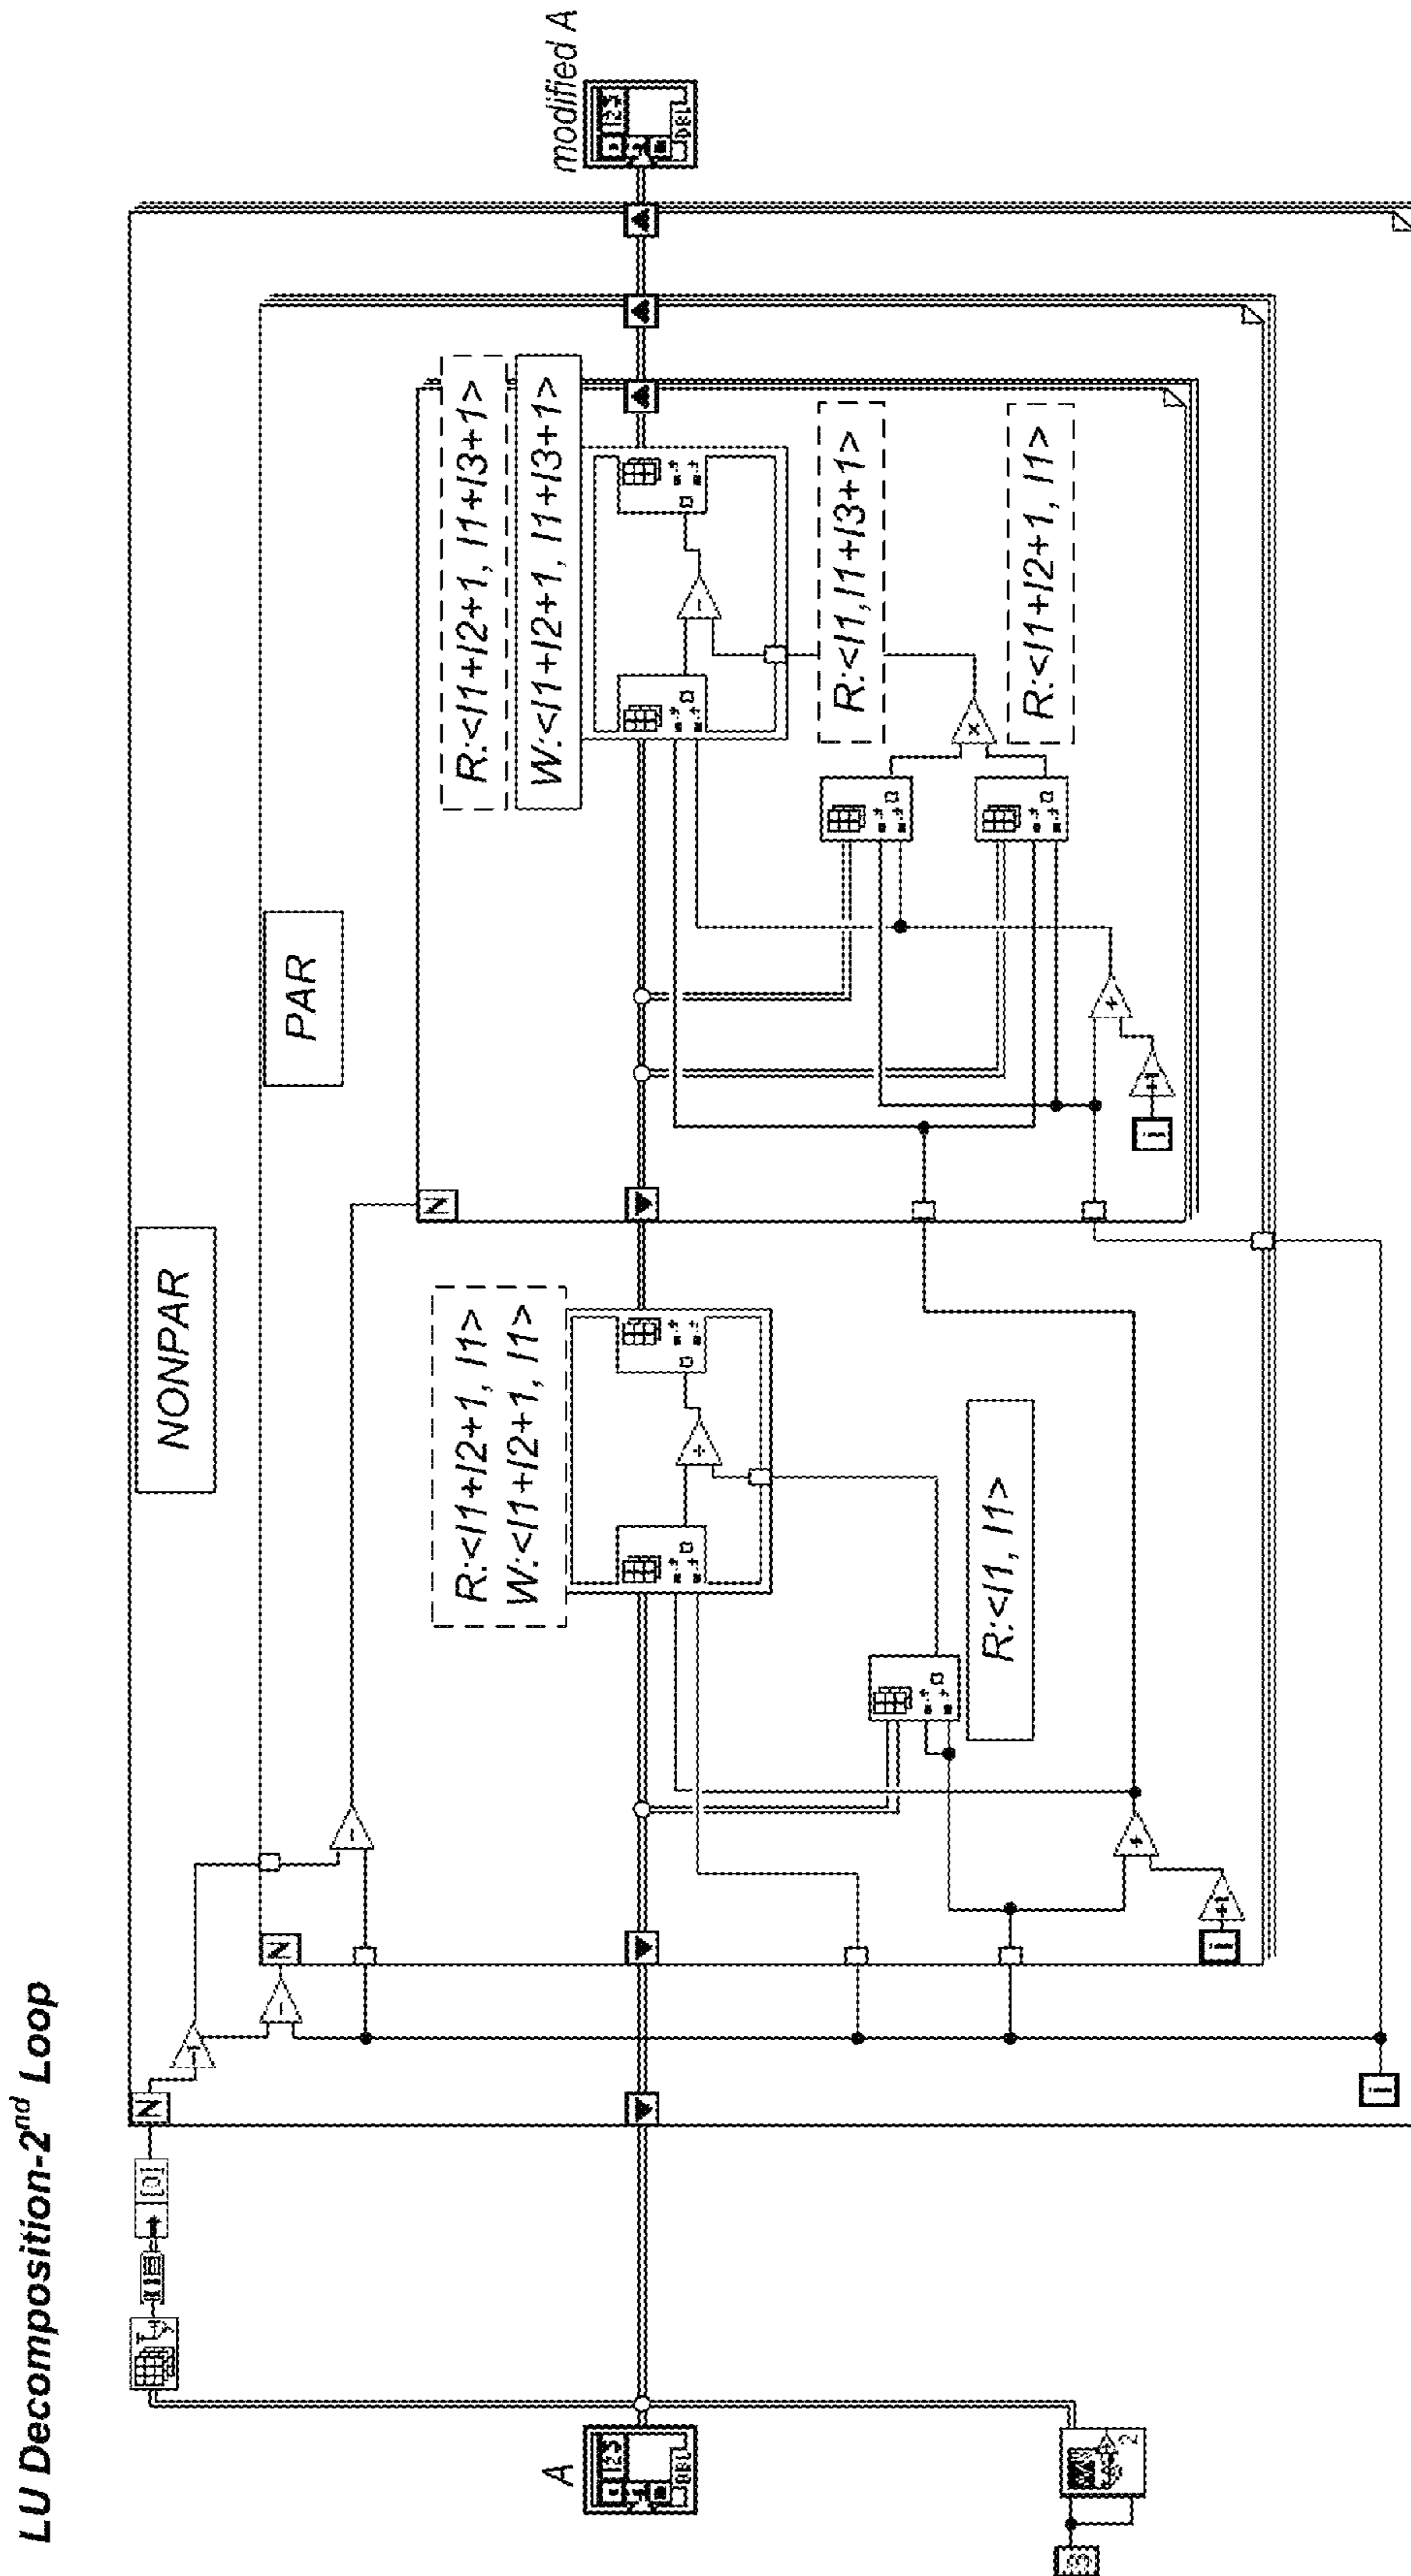 LU Decomposition-2nd Loop
A
N
NONPAR
N
PAR
R:<I1+I2+1, I1>
W:<I1+I2+1, I1>
R:<I1, I1>
i
i
N
R:<I1+I2+1, I1+I3+1>
W:<I1+I2+1, I1+I3+1>
R:<I1,I1+I3+1>
R:<I1+I2+1, I1>
i
modified A